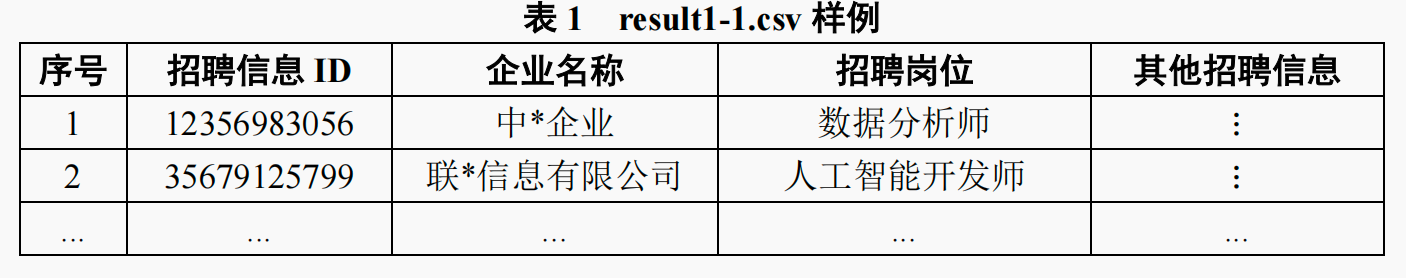 表 1 result1-1.csv 样例
序号 招聘信息 ID 企业名称 招聘岗位 其他招聘信息
1 12356983056 中*企业 数据分析师 ⋮
2 35679125799 联*信息有限公司 人工智能开发师 ⋮
... ... ... ... ...